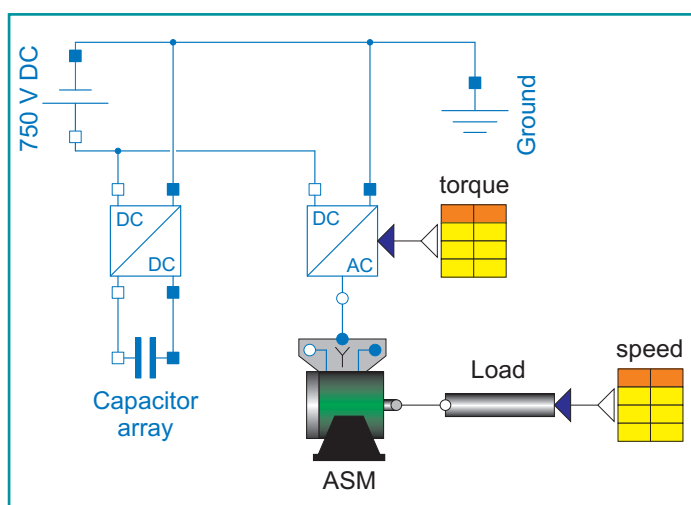 750 V DC
Ground
torque
DC
DC
DC
AC
speed
Load
Capacitor
array
Y
ASM